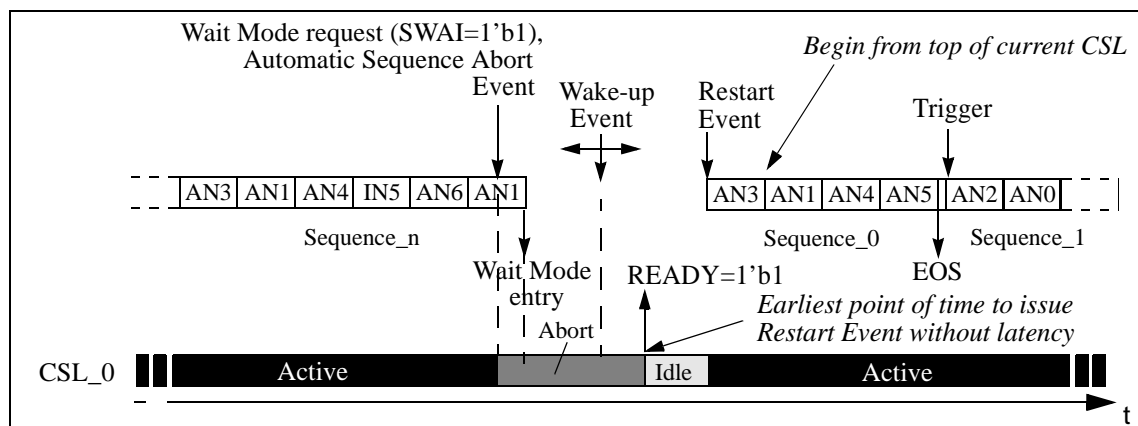 Wait Mode request (SWAI=1’b1),
Automatic Sequence Abort
Event
Wake-up
Event
Restart
Event
Begin from top of current CSL
Trigger
AN3 AN1 AN4 IN5 AN6 AN1
AN3 AN1 AN4 AN5 AN2 AN0
Sequence_n
Sequence_0
Sequence_1
EOS
Wait Mode
entry
READY=1’b1
Earliest point of time to issue
Restart Event without latency
Abort
CSL_0
Active
Idle
Active
t